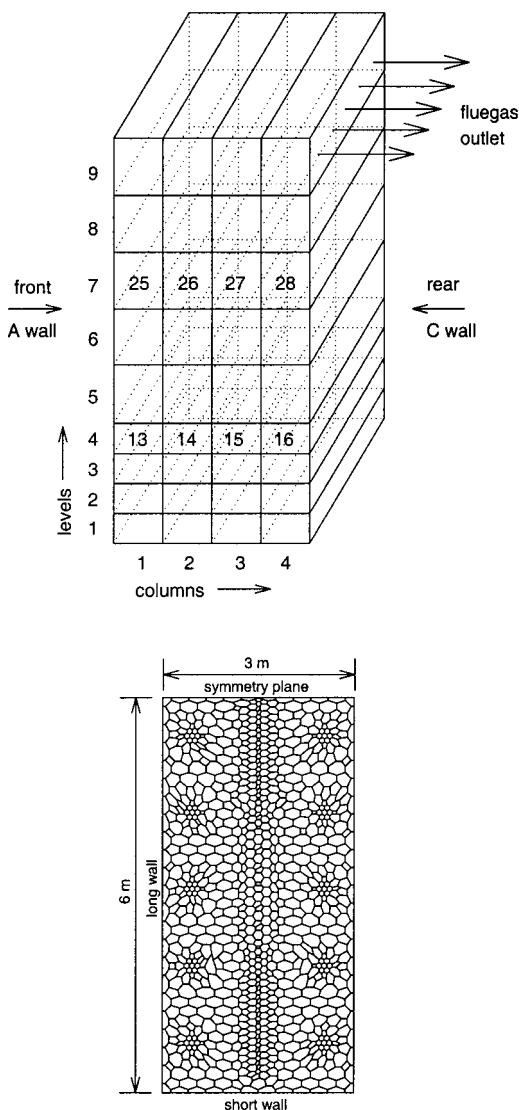 fluegas
outlet
9
8
7 25 26 27 28
front
A wall
rear
C wall
6
5
4 13 14 15 16
3
2
1
levels
1 2 3 4
columns
3 m
symmetry plane
6 m
long wall
short wall